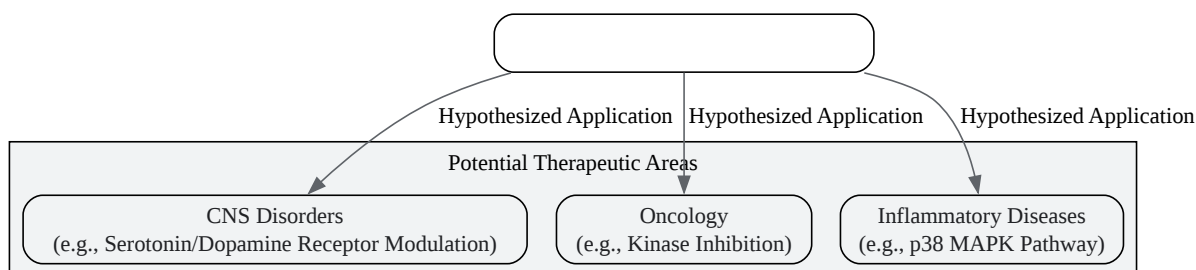 Hypothesized Application Hypothesized Application Hypothesized Application
Potential Therapeutic Areas
CNS Disorders
(e.g., Serotonin/Dopamine Receptor Modulation)
Oncology
(e.g., Kinase Inhibition)
Inflammatory Diseases
(e.g., p38 MAPK Pathway)